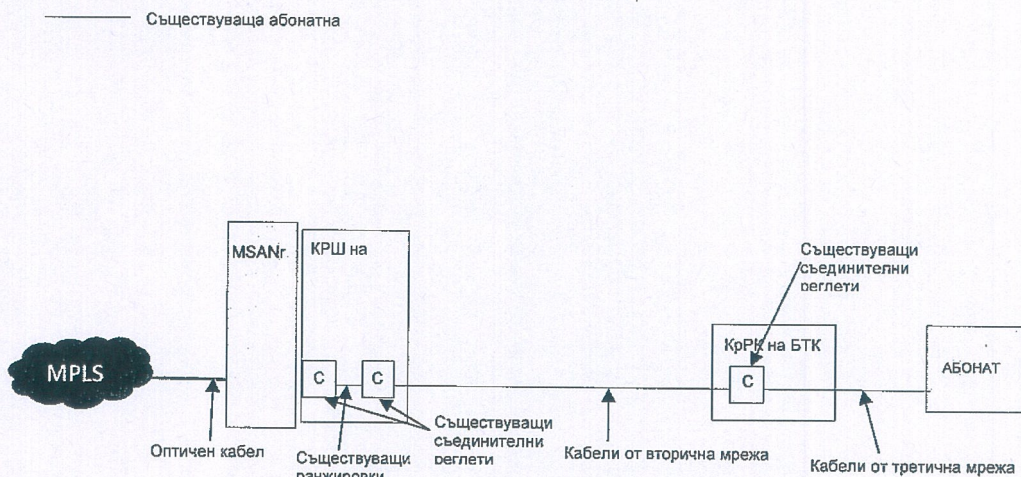 Съществуваща абонатна
MSANr
КРШ на
Съществуващи
съединителни
реглети
КрРК на БТК
MPLS
С
С
С
АБОНАТ
Оптичен кабел
Съществуващи
ранжировки
Съществуващи
съединителни
реглети
Кабели от вторична мрежа
Кабели от третична мрежа